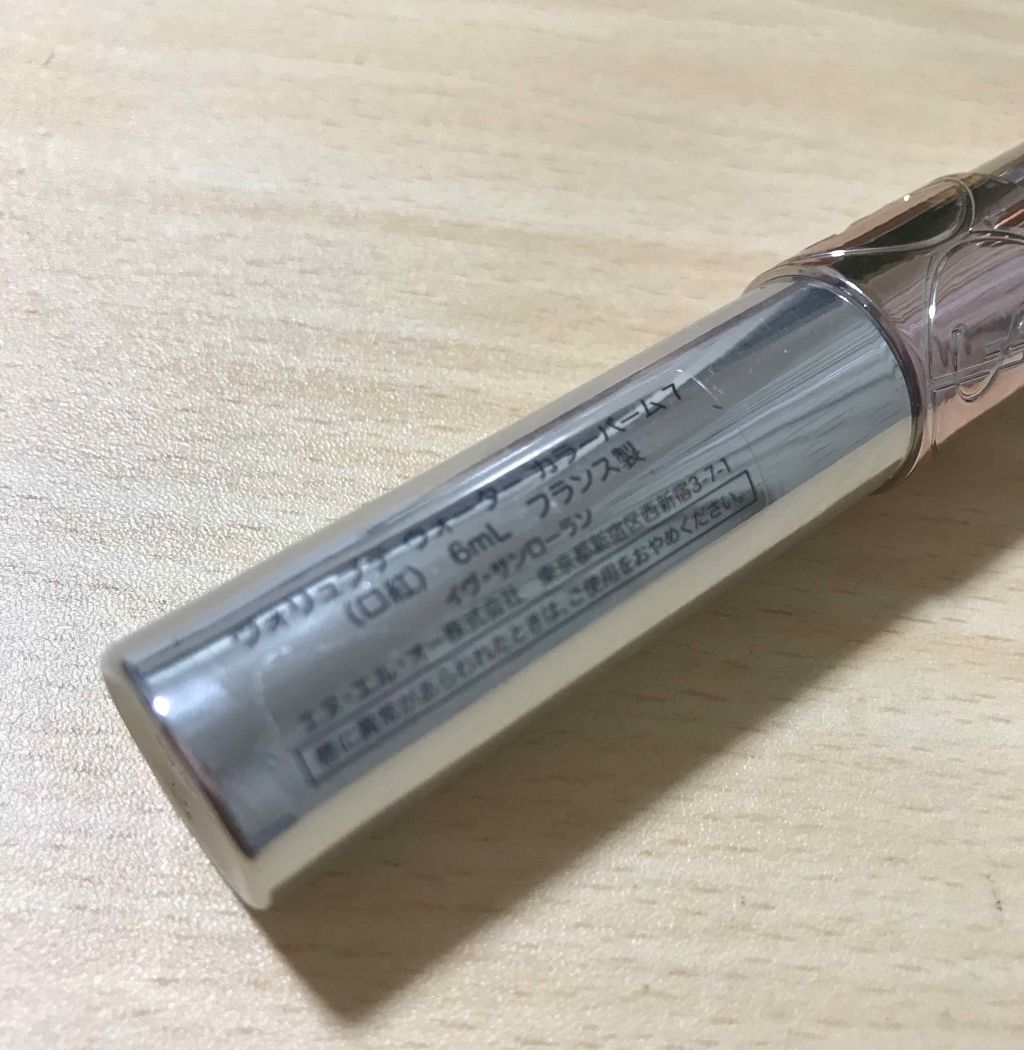 ヴォリュプテ ウォーター カラーバーム 7
（口紅） 6mL フランス製
イヴ・サンローラン
エヌ・エル・オー株式会社 東京都新宿区西新宿3-7-1
唇に異常があらわれたときは、ご使用をおやめください。